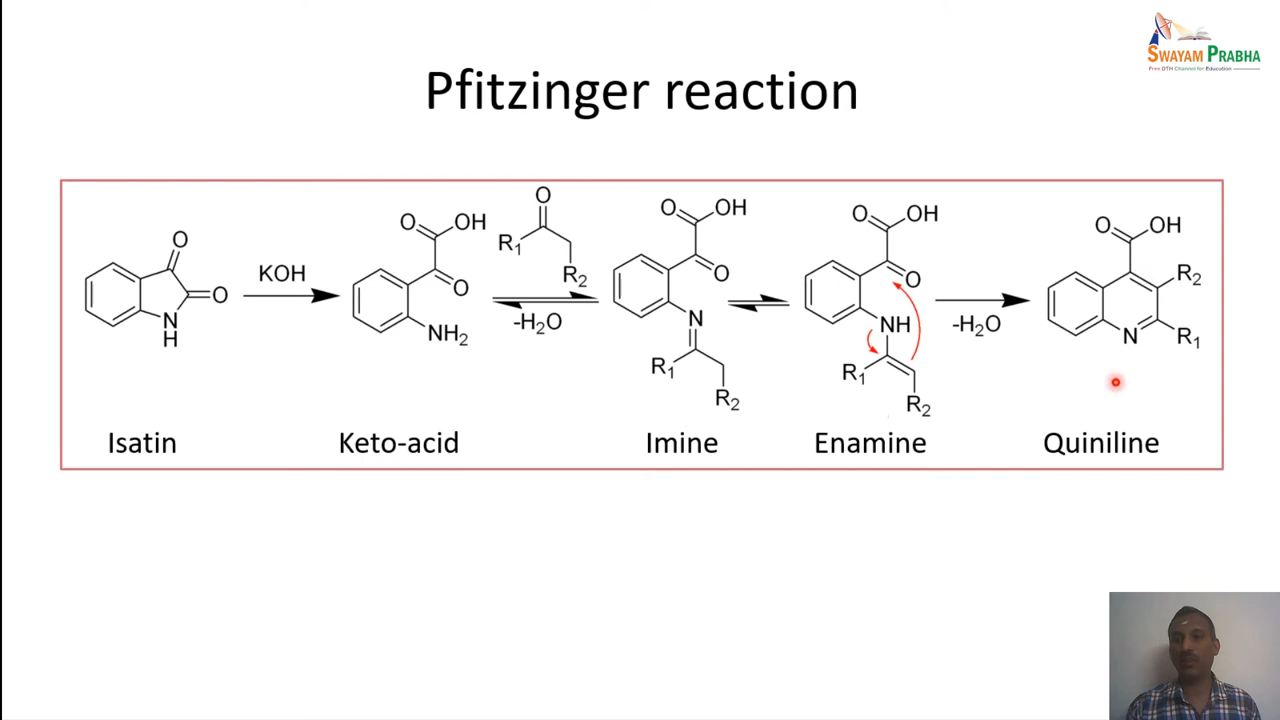 SWAYAM PRABHA
Free DTH Channel for Education
Pfitzinger reaction
O
O
N
H
KOH
O
OH
O
NH2
O
R1
R2
-H2O
O
OH
O
N
R1
R2
O
OH
O
NH
R1
R2
-H2O
O
OH
R2
N
R1
Isatin
Keto-acid
Imine
Enamine
Quiniline